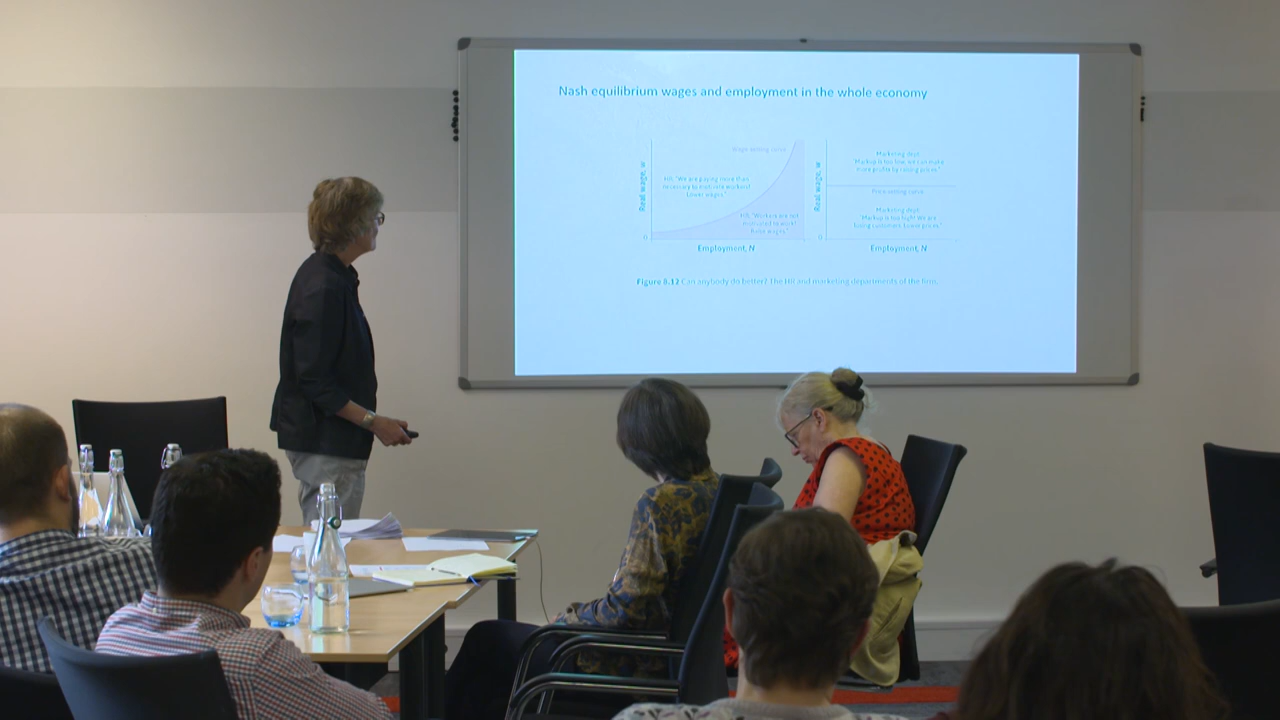 Nash equilibrium wages and employment in the whole economy
Wage-setting curve
HR: "We are paying more than
necessary to motivate workers!
Lower wages."
HR: "Workers are not
motivated to work!
Raise wages."
Real wage, w
0
Employment, N
Marketing dept:
"Markup is too low, we can make
more profits by raising prices."
Price-setting curve
Marketing dept:
"Markup is too high! We are
losing customers. Lower prices."
Real wage, w
0
Employment, N
Figure 8.12 Can anybody do better? The HR and marketing departments of the firm.